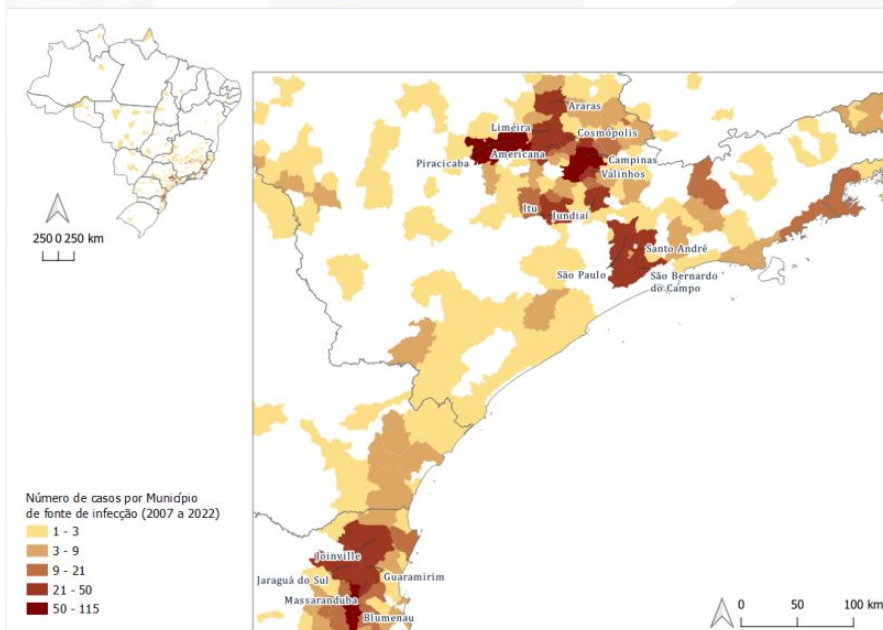 250 0 250 km
Araras
Liméira
Cosmópolis
Americana
Piracicaba
Campinas
Valinhos
Itu
Jundiaí
Santo André
São Paulo
São Bernardo
do Campo
Número de casos por Município
de fonte de infecção (2007 a 2022)
1 - 3
3 - 9
9 - 21
21 - 50
50 - 115
Joinville
Jaraguá do Sul
Guaramirim
Massaranduba
Blumenau
0 50 100 km